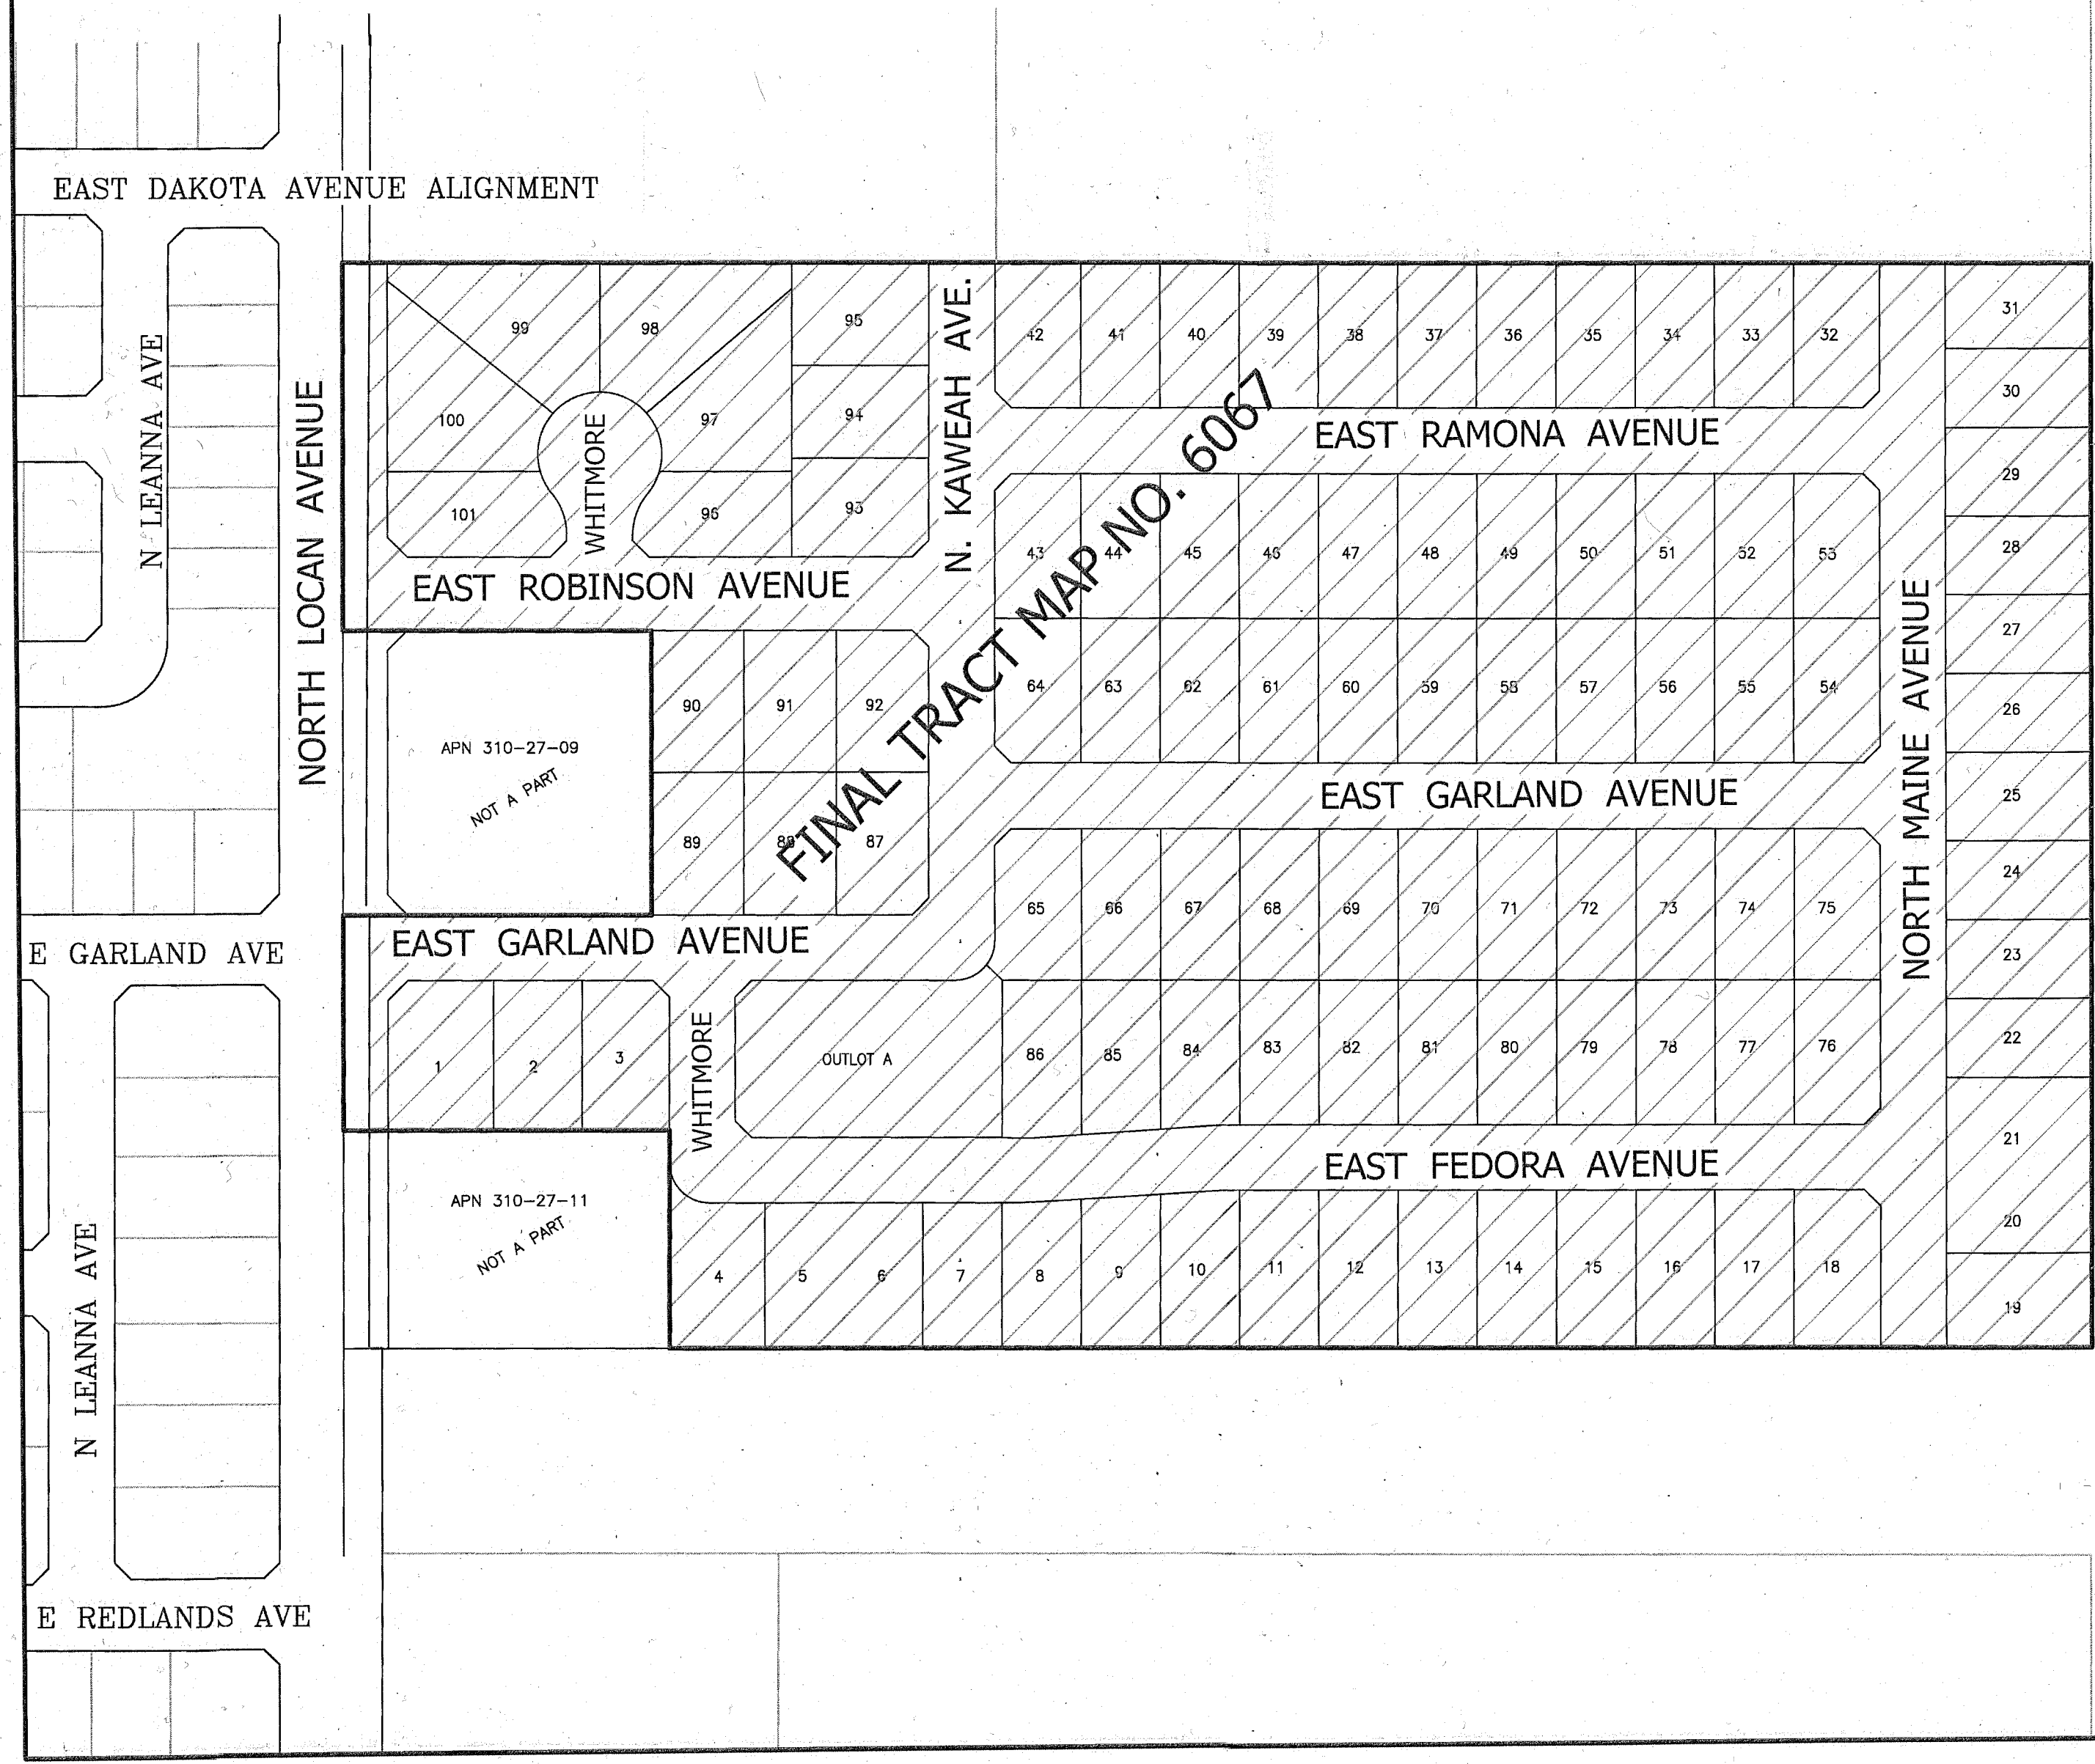 EAST DAKOTA AVENUE ALIGNMENT
N LEANNA AVE
NORTH LOCAN AVENUE
99
98
95
100
97
94
101
96
93
WHITMORE
N. KAWEAH AVE.
42 41 40 39 38 37 36 35 34 33 32
EAST RAMONA AVENUE
FINAL TRACT MAP NO. 6067
43 44 45 46 47 48 49 50 51 52 53
EAST ROBINSON AVENUE
64 63 62 61 60 59 58 57 56 55 54
90 91 92
APN 310-27-09
NOT A PART
89 88 87
EAST GARLAND AVENUE
NORTH MAINE AVENUE
31
30
29
28
27
26
25
24
23
22
21
20
19
65 66 67 68 69 70 71 72 73 74 75
E GARLAND AVE
EAST GARLAND AVENUE
1 2 3
WHITMORE
OUTLOT A
86 85 84 83 82 81 80 79 78 77 76
EAST FEDORA AVENUE
APN 310-27-11
NOT A PART
4 5 6 7 8 9 10 11 12 13 14 15 16 17 18
N LEANNA AVE
E REDLANDS AVE